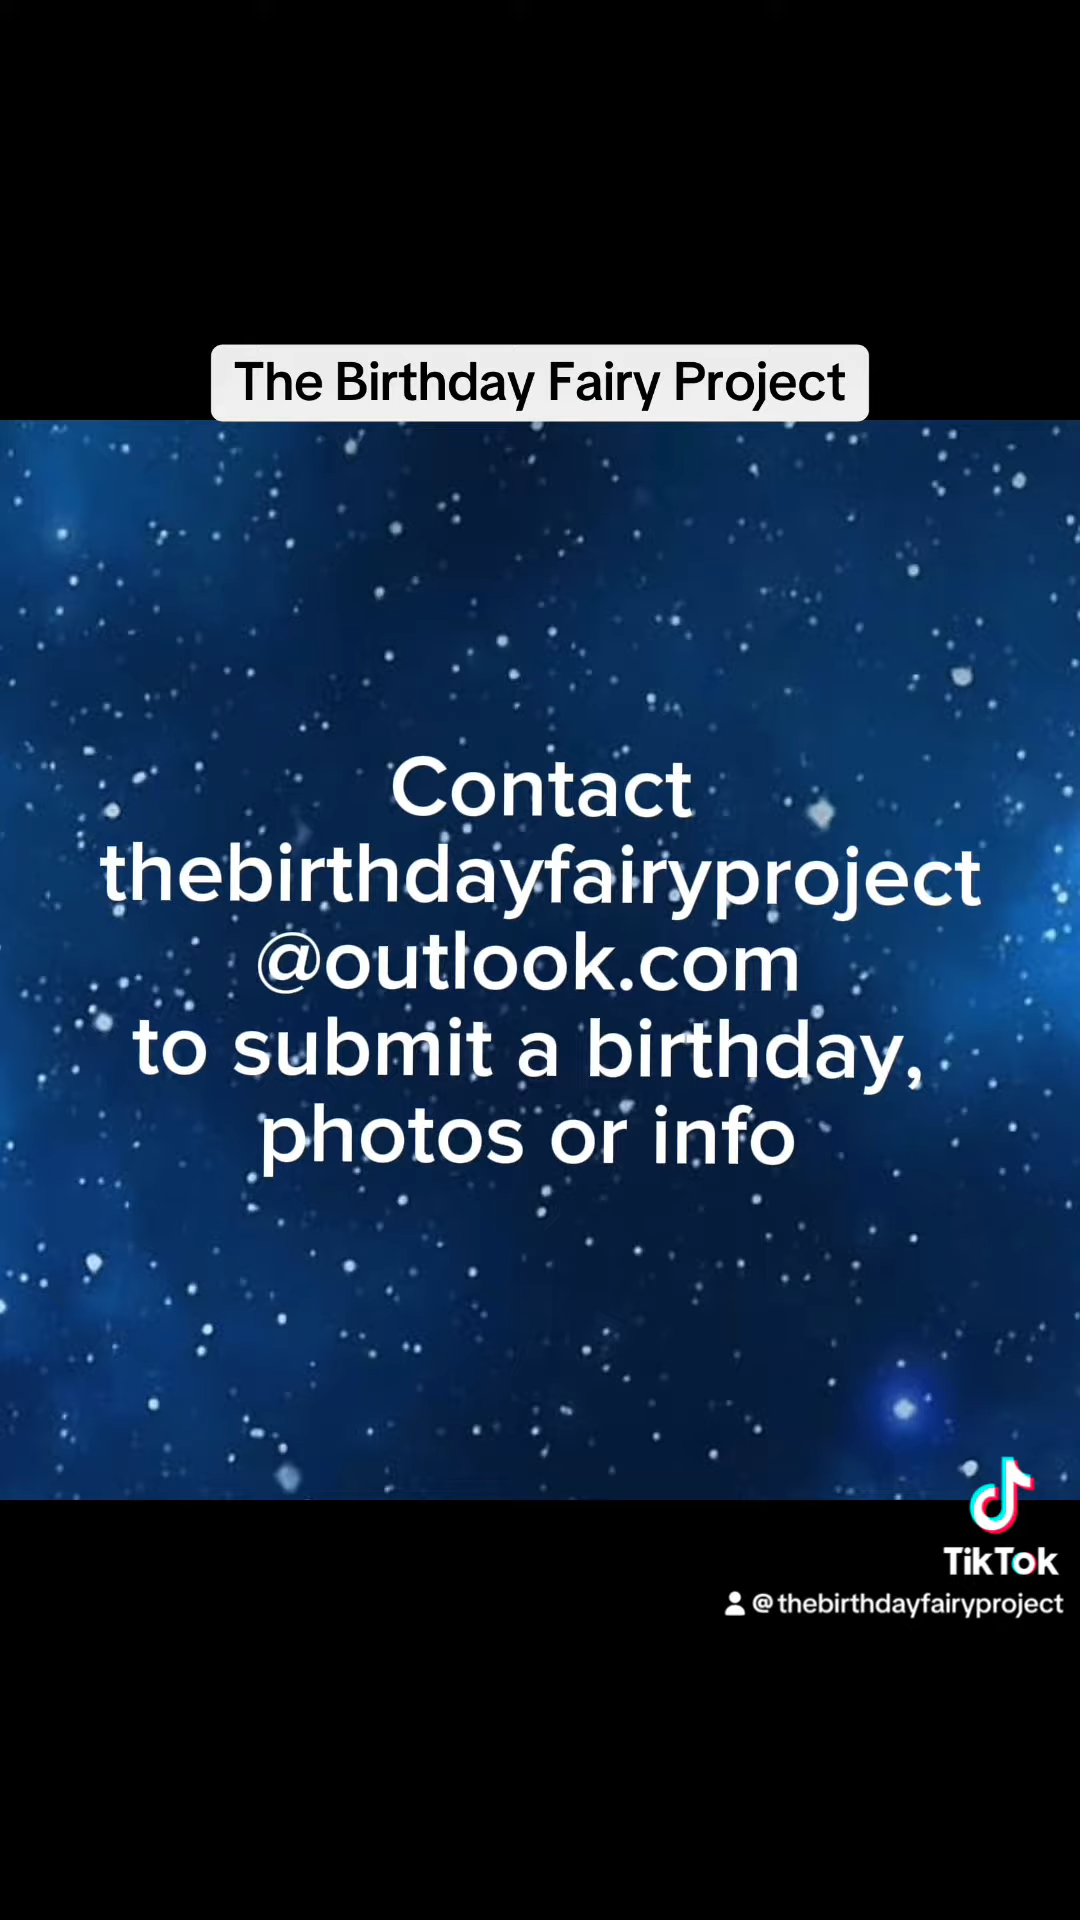 The Birthday Fairy Project
Contact
thebirthdayfairyproject
@outlook.com
to submit a birthday,
photos or info
TikTok
@thebirthdayfairyproject